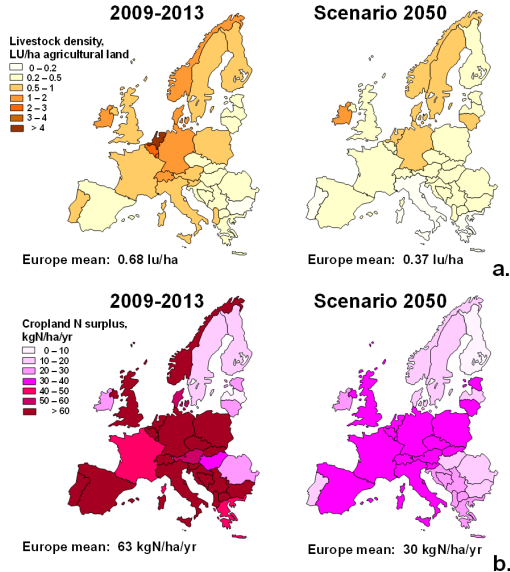 2009-2013
Scenario 2050
Livestock density,
LU/ha agricultural land
0 – 0.2
0.2 – 0.5
0.5 – 1
1 – 2
2 – 3
3 – 4
> 4
Europe mean: 0.68 lu/ha
Europe mean: 0.37 lu/ha
a.
2009-2013
Scenario 2050
Cropland N surplus,
kgN/ha/yr
0 – 10
10 – 20
20 – 30
30 – 40
40 – 50
50 – 60
> 60
Europe mean: 63 kgN/ha/yr
Europe mean: 30 kgN/ha/yr
b.